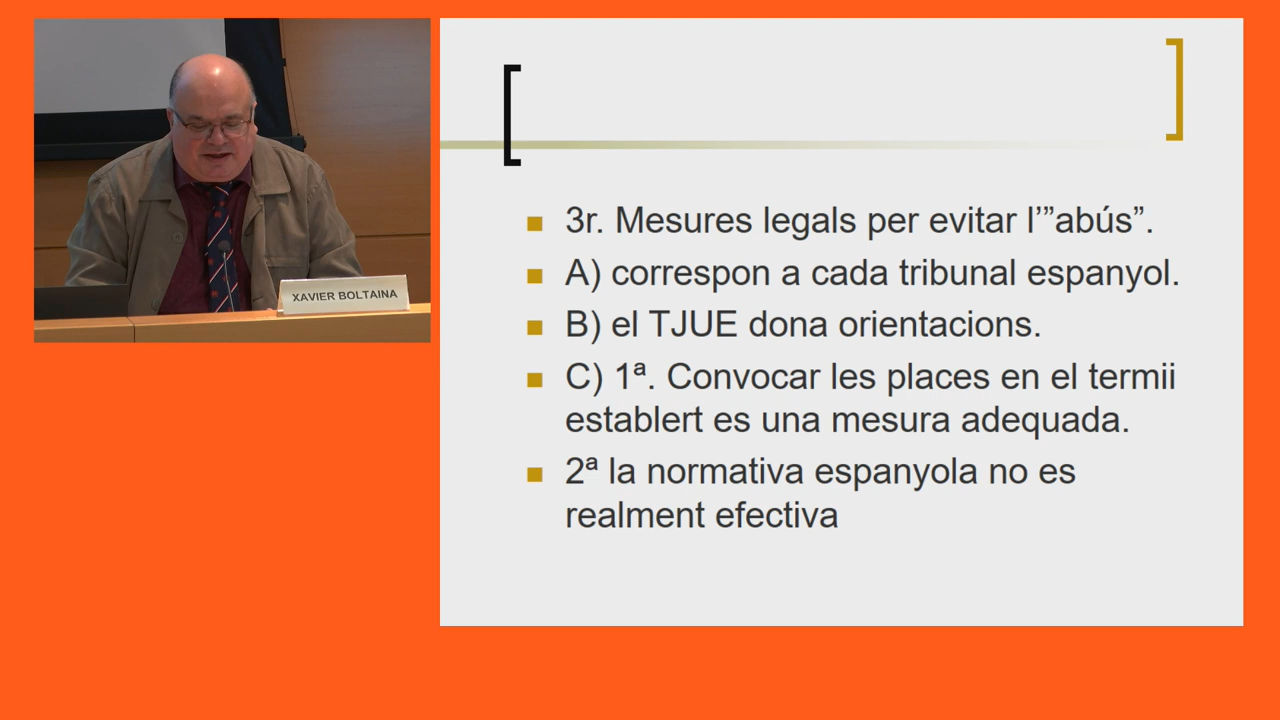 XAVIER BOLTAINA
3r. Mesures legals per evitar l’”abús”.
A) correspon a cada tribunal espanyol.
B) el TJUE dona orientacions.
C) 1ª. Convocar les places en el termii
establert es una mesura adequada.
2ª la normativa espanyola no es
realment efectiva